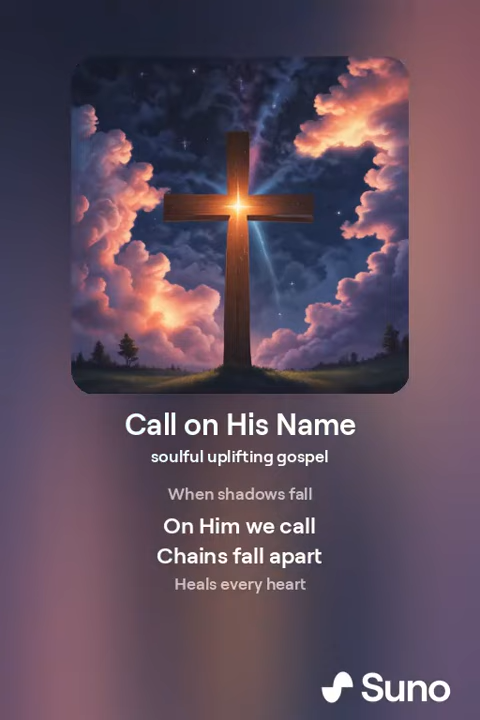 Call on His Name
soulful uplifting gospel
When shadows fall
On Him we call
Chains fall apart
Heals every heart
Suno